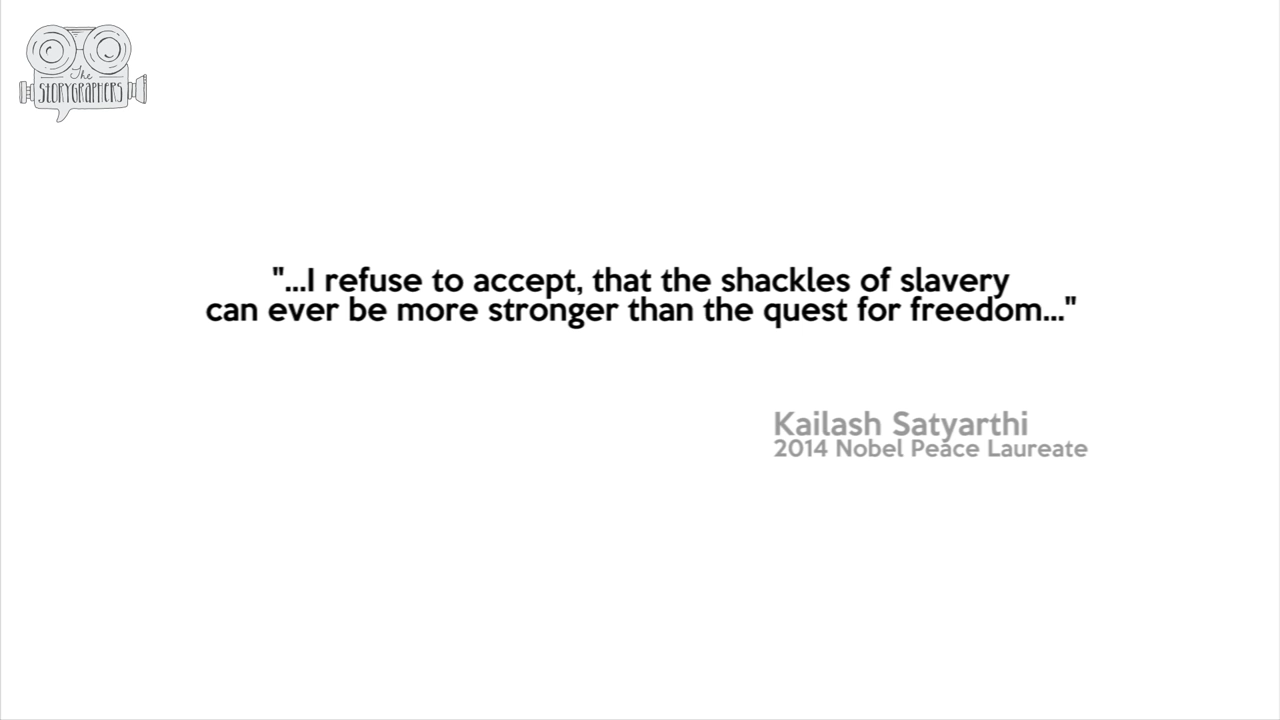 The
STORYGRAPHERS
"...I refuse to accept, that the shackles of slavery
can ever be more stronger than the quest for freedom..."
Kailash Satyarthi
2014 Nobel Peace Laureate